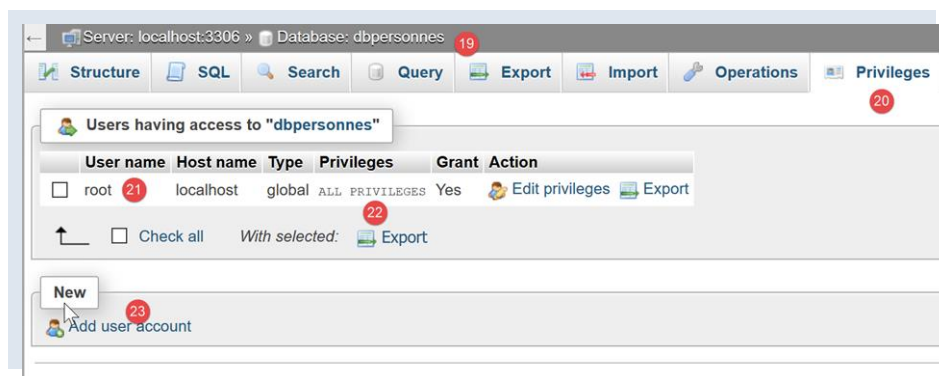 ← Server: localhost:3306 » Database: dbpersonnes 19
Structure SQL Search Query Export Import Operations Privileges
20
Users having access to "dbpersonnes"
User name Host name Type Privileges Grant Action
root 21 localhost global ALL PRIVILEGES Yes Edit privileges Export
22
Check all With selected: Export
New
23
Add user account